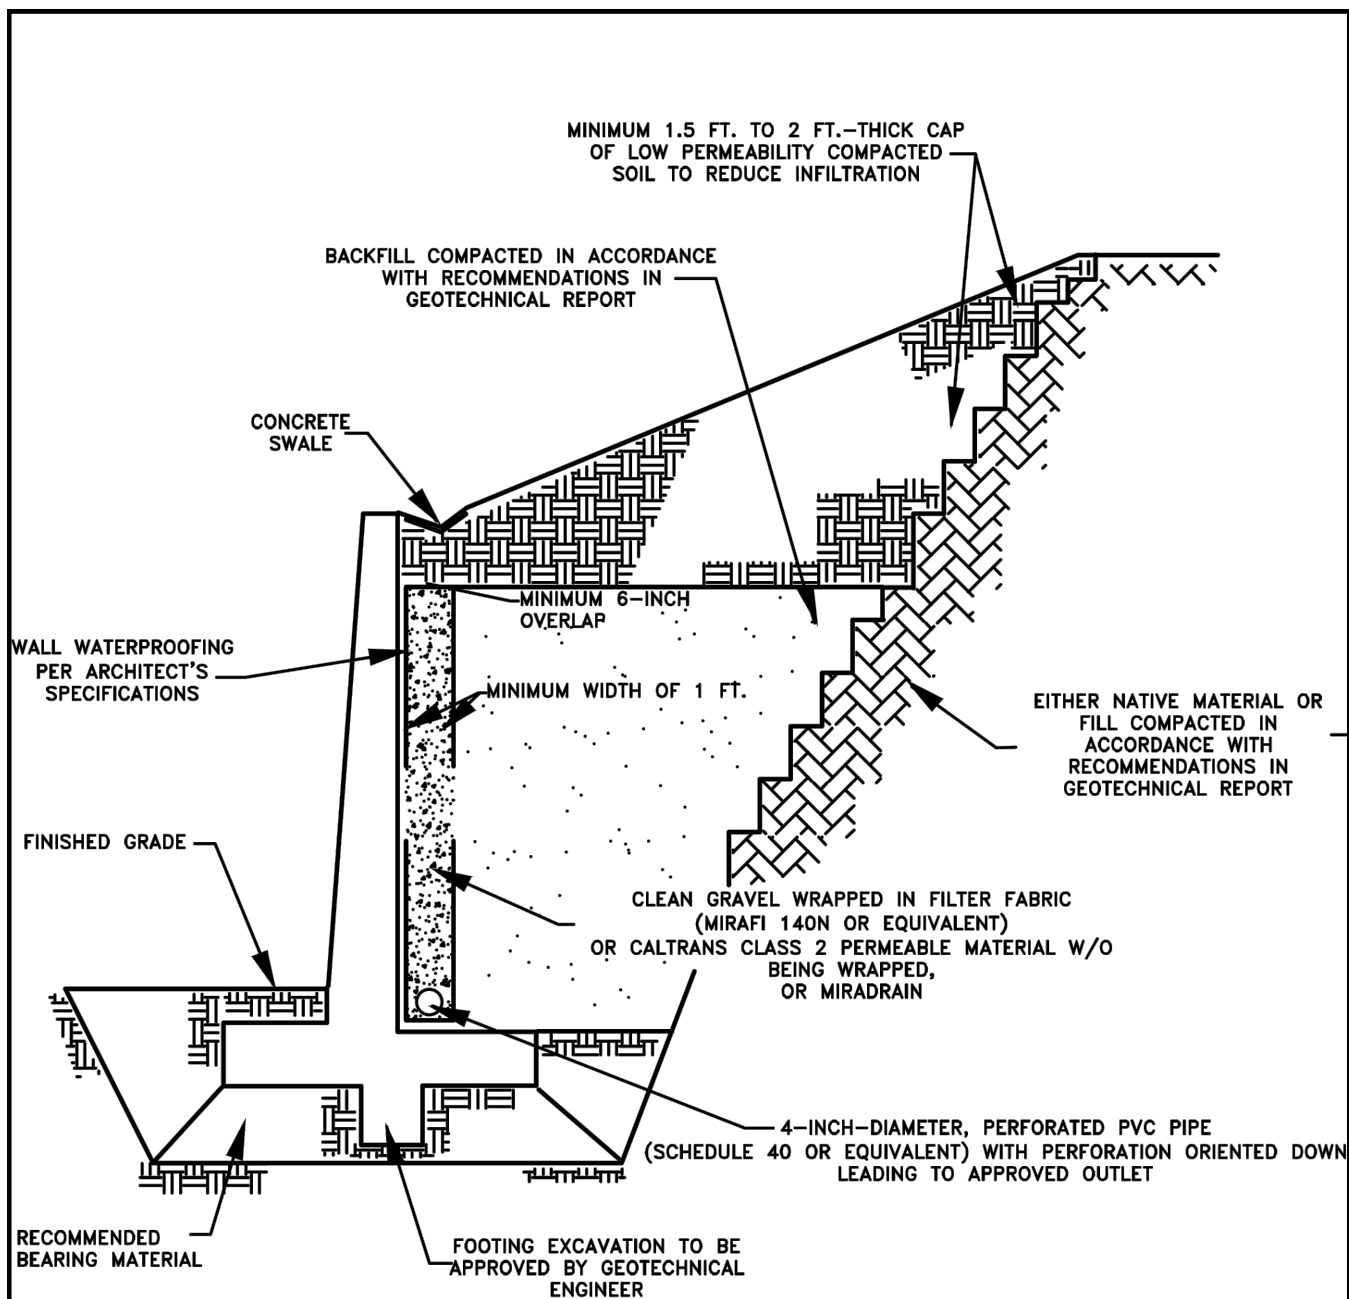 MINIMUM 1.5 FT. TO 2 FT.–THICK CAP
OF LOW PERMEABILITY COMPACTED
SOIL TO REDUCE INFILTRATION
BACKFILL COMPACTED IN ACCORDANCE
WITH RECOMMENDATIONS IN
GEOTECHNICAL REPORT
CONCRETE
SWALE
MINIMUM 6–INCH
OVERLAP
WALL WATERPROOFING
PER ARCHITECT'S
SPECIFICATIONS
MINIMUM WIDTH OF 1 FT.
EITHER NATIVE MATERIAL OR
FILL COMPACTED IN
ACCORDANCE WITH
RECOMMENDATIONS IN
GEOTECHNICAL REPORT
FINISHED GRADE
CLEAN GRAVEL WRAPPED IN FILTER FABRIC
(MIRAFI 140N OR EQUIVALENT)
OR CALTRANS CLASS 2 PERMEABLE MATERIAL W/O
BEING WRAPPED,
OR MIRADRAIN
4–INCH–DIAMETER, PERFORATED PVC PIPE
(SCHEDULE 40 OR EQUIVALENT) WITH PERFORATION ORIENTED DOWN
LEADING TO APPROVED OUTLET
RECOMMENDED
BEARING MATERIAL
FOOTING EXCAVATION TO BE
APPROVED BY GEOTECHNICAL
ENGINEER